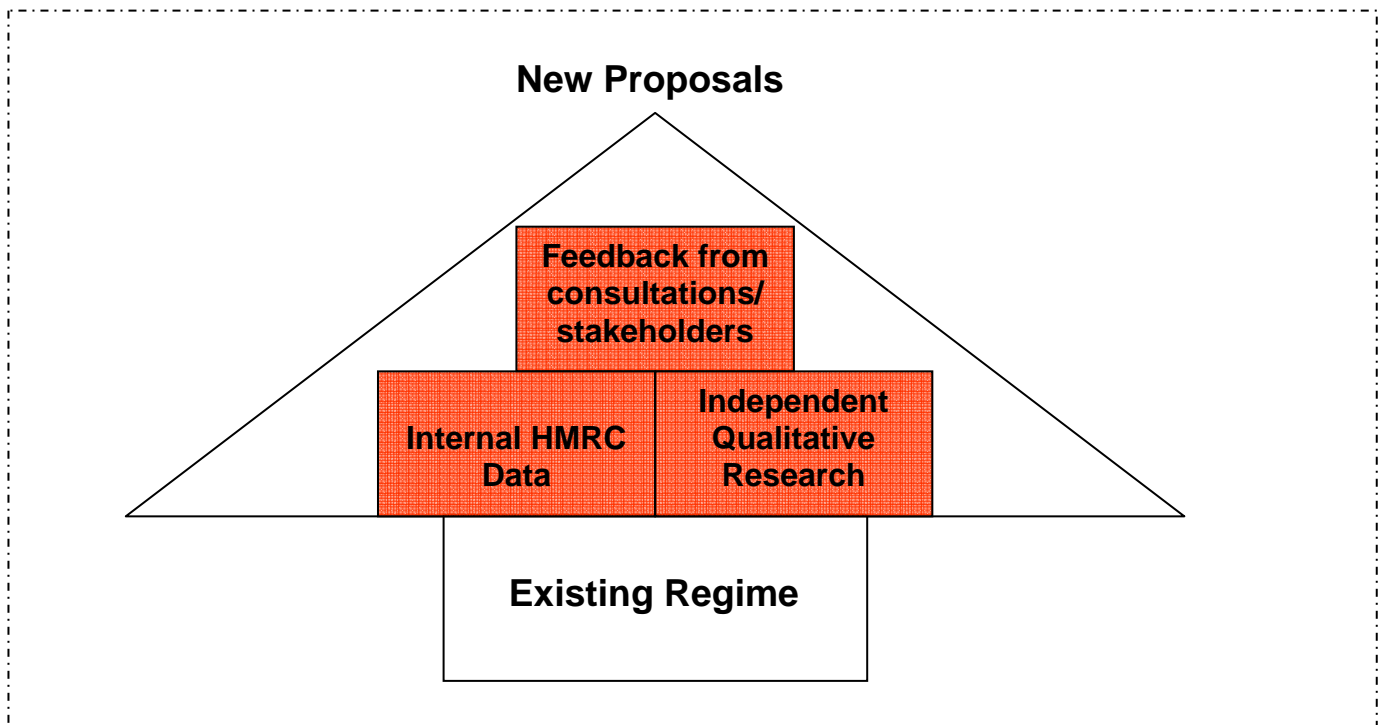 New Proposals
Feedback from
consultations/
stakeholders
Internal HMRC
Data
Independent
Qualitative
Research
Existing Regime